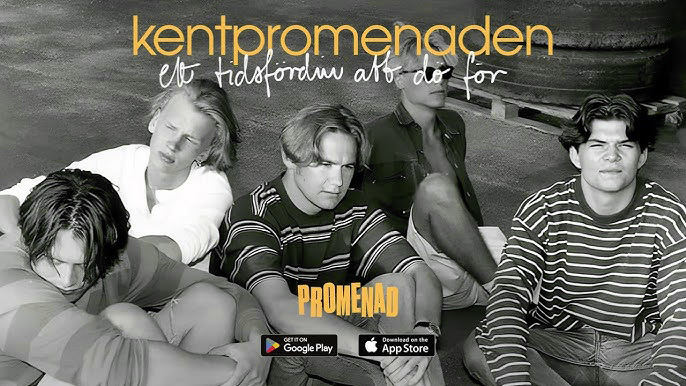 kentpromenaden
ett tidsfördriv att dö för
PROMENAD
GET IT ON
Google Play
Download on the
App Store